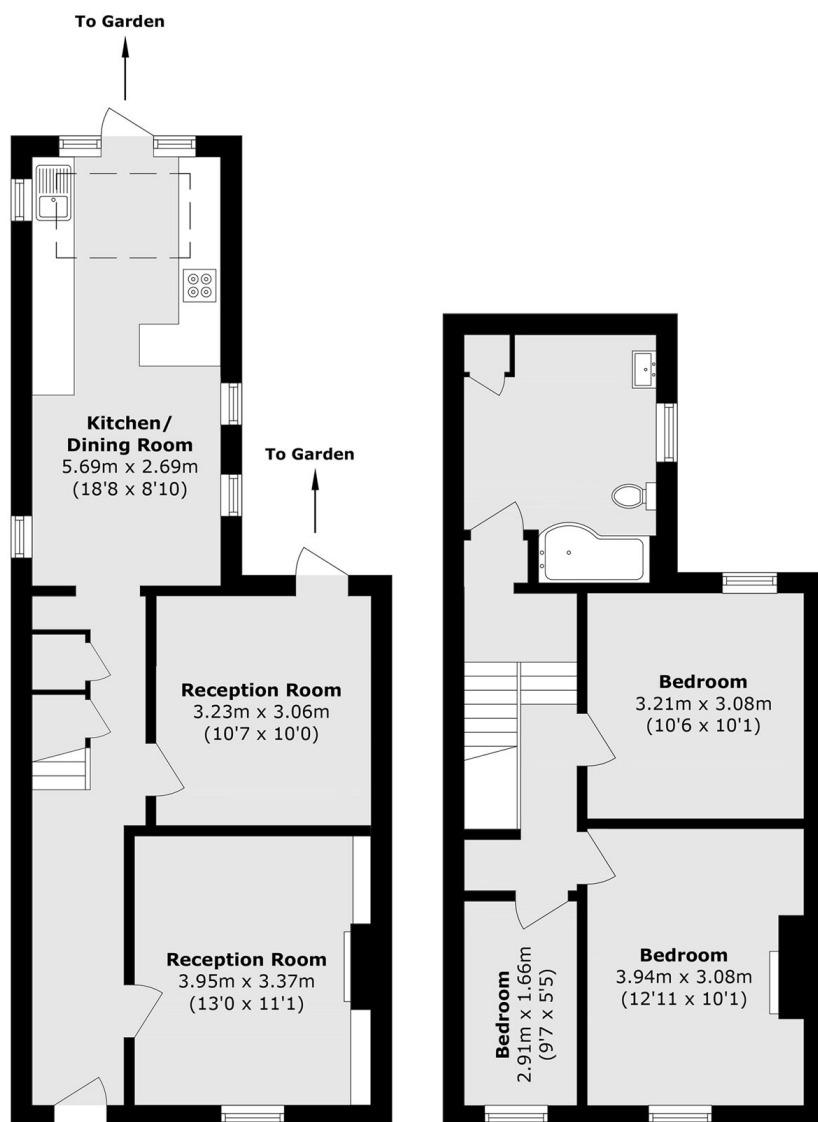 To Garden
Kitchen/
Dining Room
5.69m x 2.69m
(18'8 x 8'10)
To Garden
Reception Room
3.23m x 3.06m
(10'7 x 10'0)
Reception Room
3.95m x 3.37m
(13'0 x 11'1)
Bedroom
3.21m x 3.08m
(10'6 x 10'1)
Bedroom
3.94m x 3.08m
(12'11 x 10'1)
Bedroom
2.91m x 1.66m
(9'7 x 5'5)